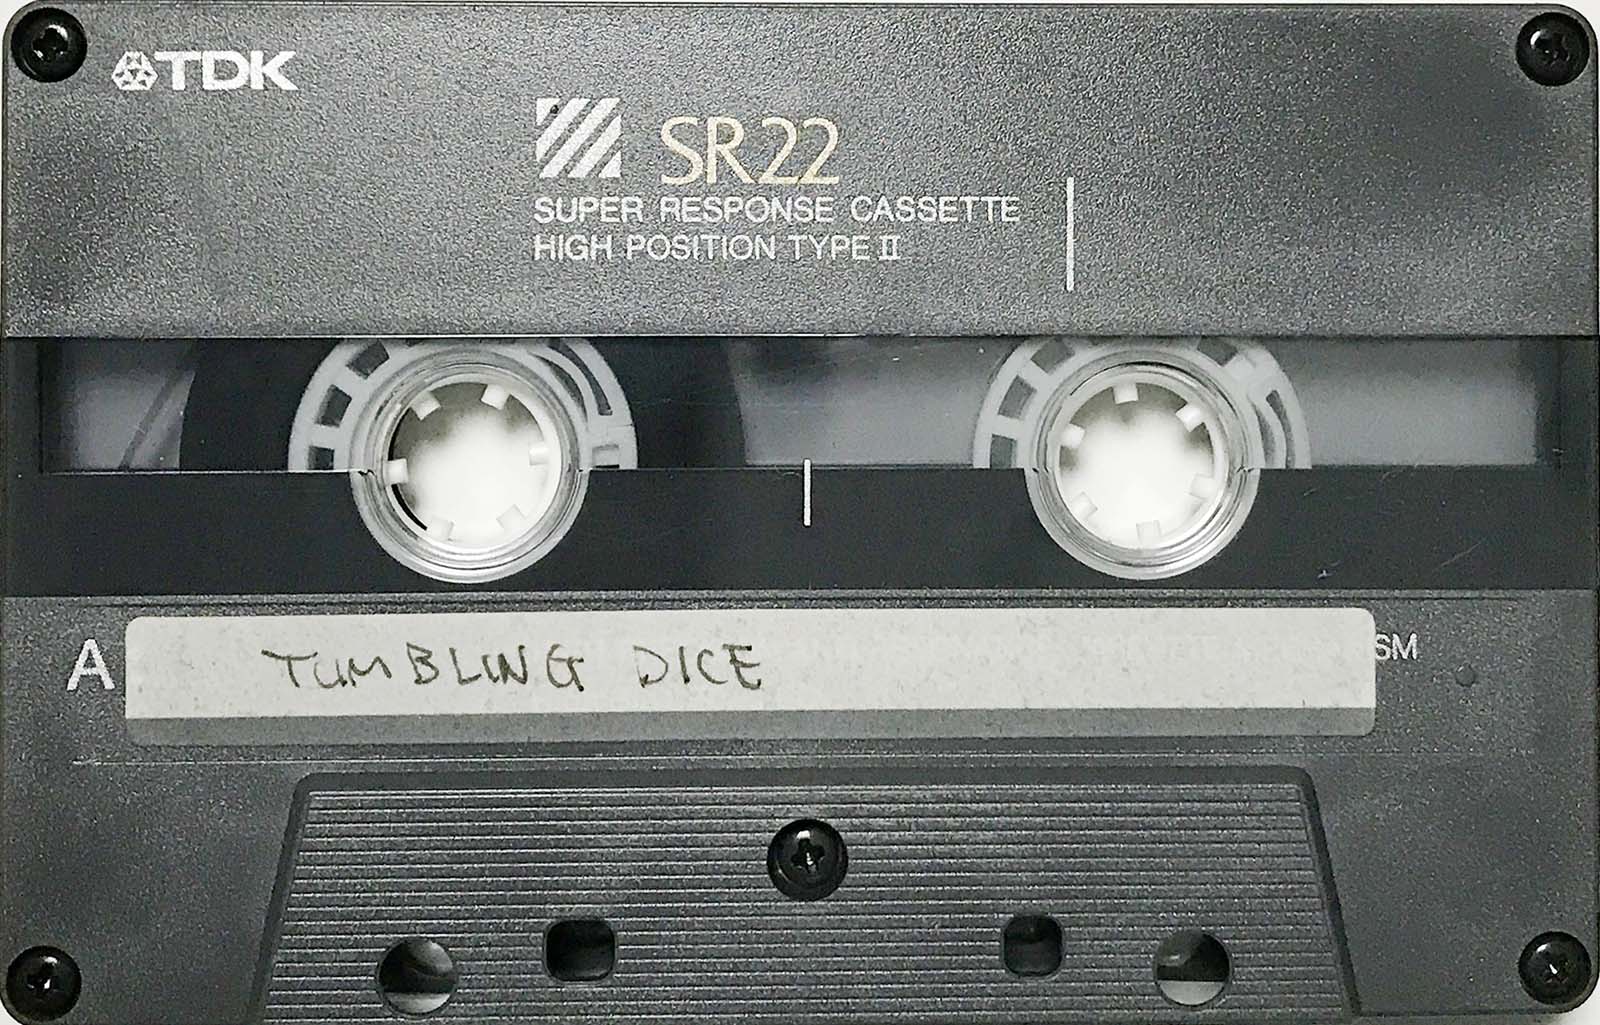 TDK
SR22
SUPER RESPONSE CASSETTE
HIGH POSITION TYPE II
A
TUMBLING DICE
SM